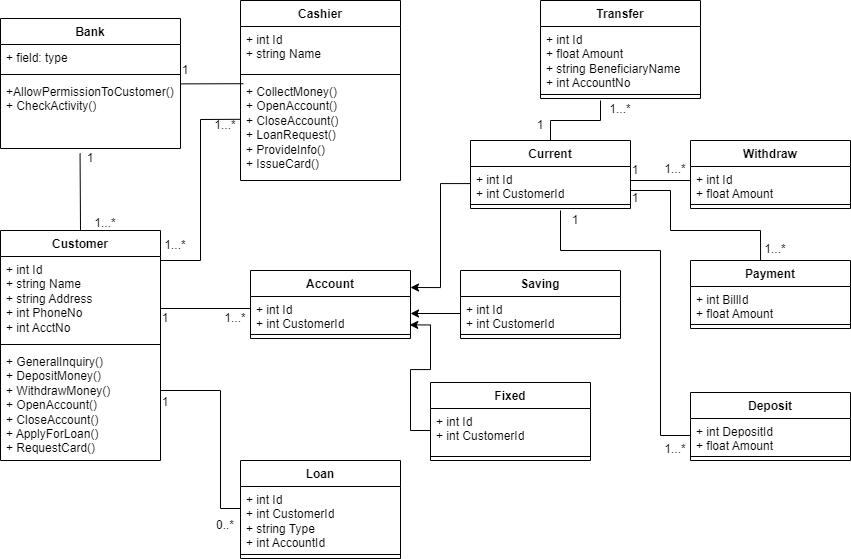 Bank
+ field: type
+AllowPermissionToCustomer()
+ CheckActivity()
1
1
1...*
Cashier
+ int Id
+ string Name
+ CollectMoney()
+ OpenAccount()
+ CloseAccount()
+ LoanRequest()
+ ProvideInfo()
+ IssueCard()
1...*
1...*
Transfer
+ int Id
+ float Amount
+ string BeneficiaryName
+ int AccountNo
1...*
1
Current
+ int Id
+ int CustomerId
1
1...*
1
1
Withdraw
+ int Id
+ float Amount
1...*
Customer
+ int Id
+ string Name
+ string Address
+ int PhoneNo
+ int AcctNo
+ GeneralInquiry()
+ DepositMoney()
+ WithdrawMoney()
+ OpenAccount()
+ CloseAccount()
+ ApplyForLoan()
+ RequestCard()
1
1...*
1
0..*
Account
+ int Id
+ int CustomerId
Saving
+ int Id
+ int CustomerId
Payment
+ int BillId
+ float Amount
Fixed
+ int Id
+ int CustomerId
Deposit
+ int DepositId
+ float Amount
1...*
Loan
+ int Id
+ int CustomerId
+ string Type
+ int AccountId